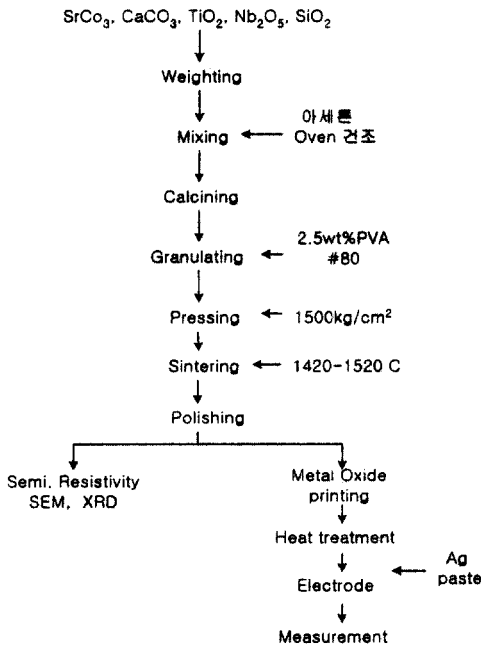 SrCo₃, CaCO₃, TiO₂, Nb₂O₅, SiO₂
Weighting
Mixing
아세톤
Oven 건조
Calcining
Granulating
2.5wt%PVA
#80
Pressing
1500kg/cm²
Sintering
1420-1520 C
Polishing
Semi. Resistivity
SEM, XRD
Metal Oxide
printing
Heat treatment
Electrode
Ag
paste
Measurement